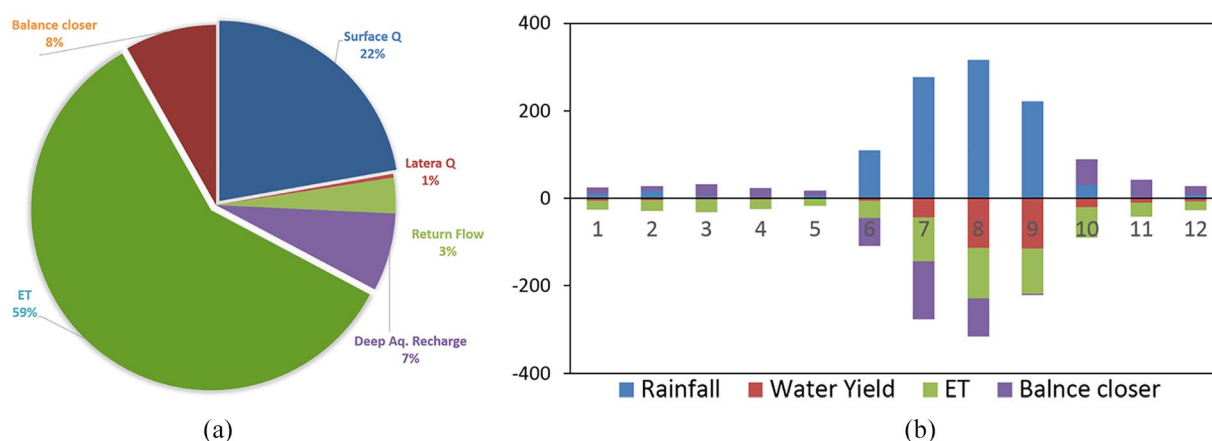 Balance closer
8%
Surface Q
22%
Latera Q
1%
Return Flow
3%
Deep Aq. Recharge
7%
ET
59%
(a)
400
200
0
-200
-400
1 2 3 4 5 6 7 8 9 10 11 12
Rainfall Water Yield ET Balnce closer
(b)